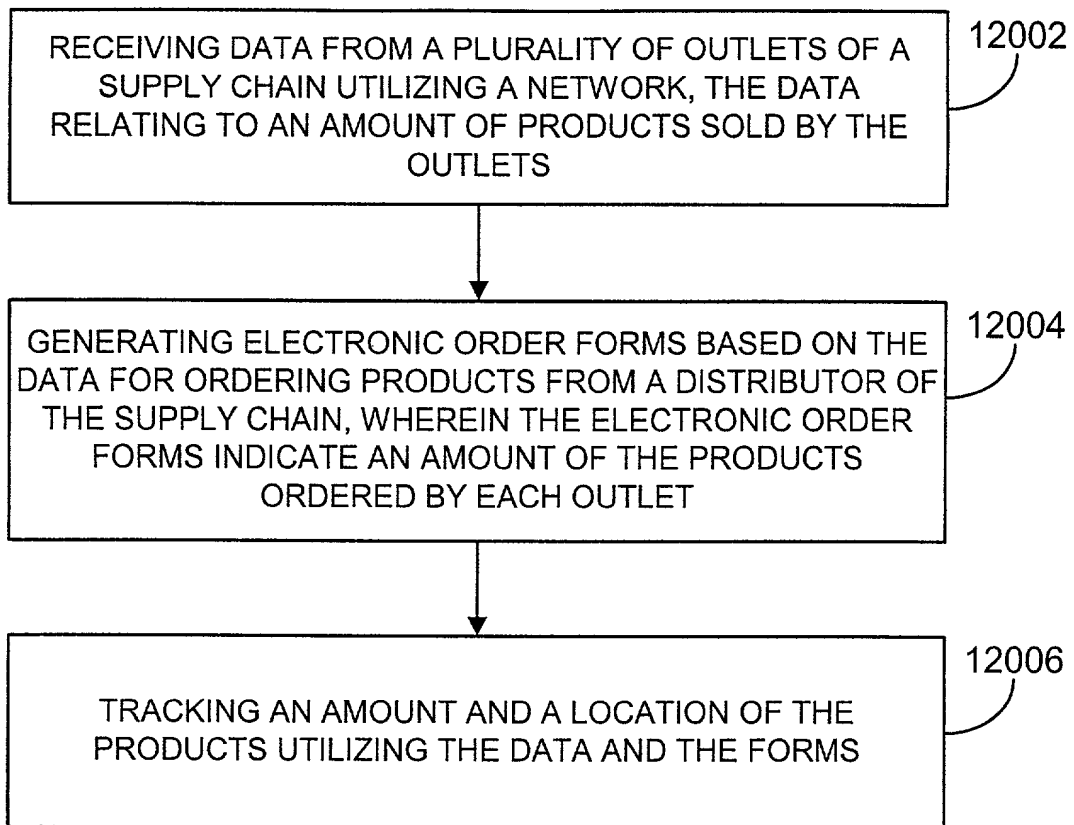 RECEIVING DATA FROM A PLURALITY OF OUTLETS OF A
SUPPLY CHAIN UTILIZING A NETWORK, THE DATA
RELATING TO AN AMOUNT OF PRODUCTS SOLD BY THE
OUTLETS
12002
GENERATING ELECTRONIC ORDER FORMS BASED ON THE
DATA FOR ORDERING PRODUCTS FROM A DISTRIBUTOR OF
THE SUPPLY CHAIN, WHEREIN THE ELECTRONIC ORDER
FORMS INDICATE AN AMOUNT OF THE PRODUCTS
ORDERED BY EACH OUTLET
12004
TRACKING AN AMOUNT AND A LOCATION OF THE
PRODUCTS UTILIZING THE DATA AND THE FORMS
12006